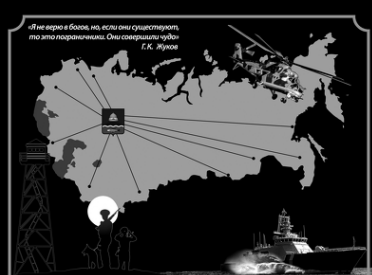 «Я не верю в богов, но, если они существуют,
то это пограничники. Они совершили чудо»
Г.К. Жуков